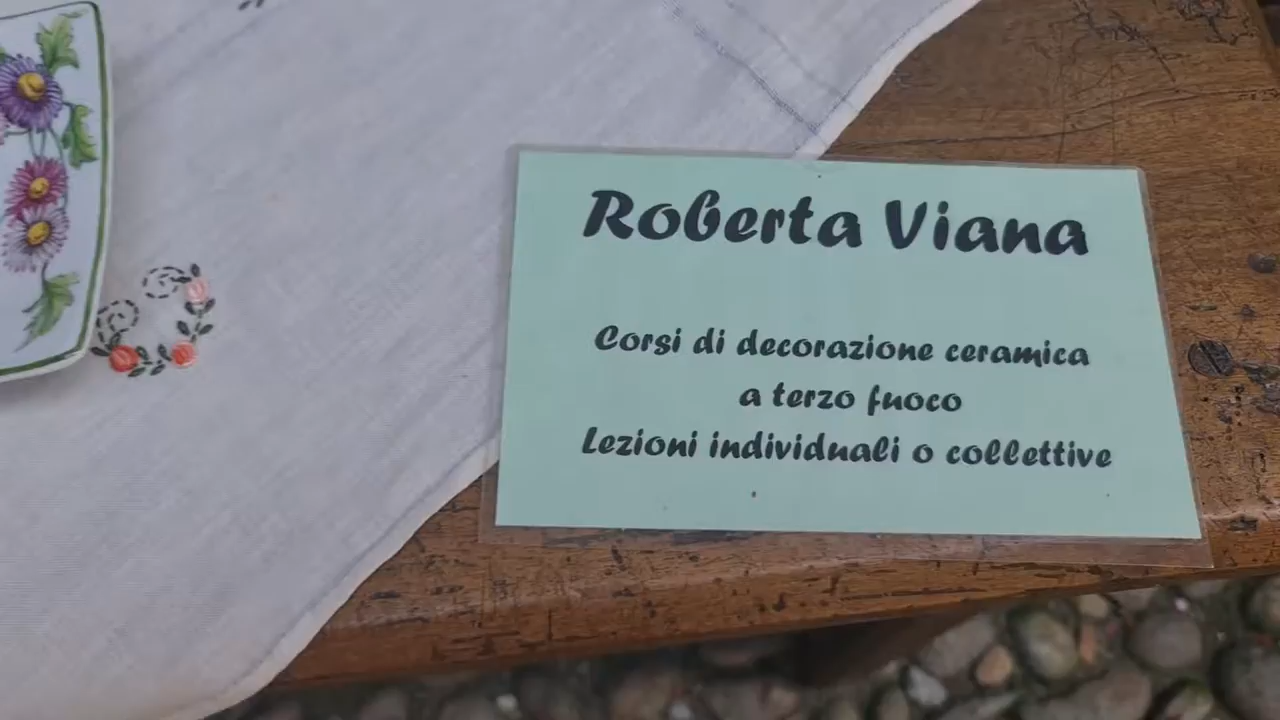 Roberta Viana
Corsi di decorazione ceramica
a terzo fuoco
Lezioni individuali o collettive